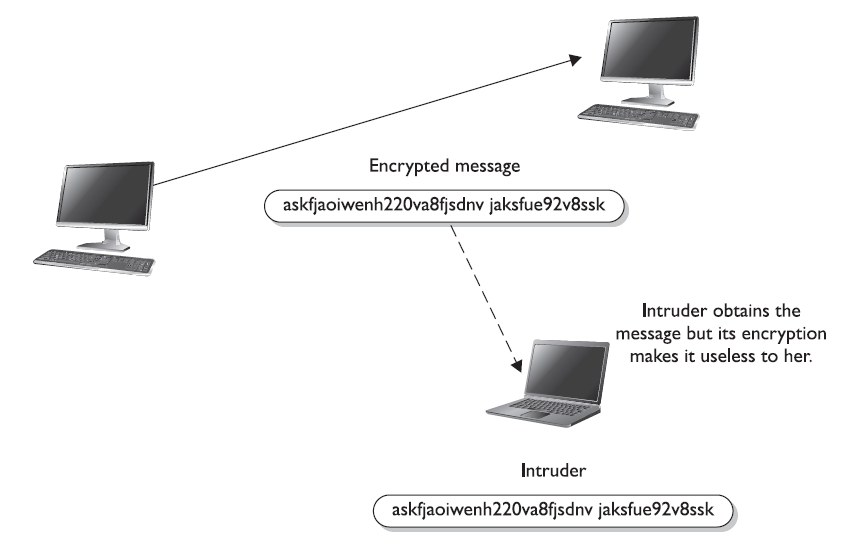 Encrypted message
askfjaoiwenh220va8fjsdnv jaksfue92v8ssk
Intruder obtains the
message but its encryption
makes it useless to her.
Intruder
askfjaoiwenh220va8fjsdnv jaksfue92v8ssk